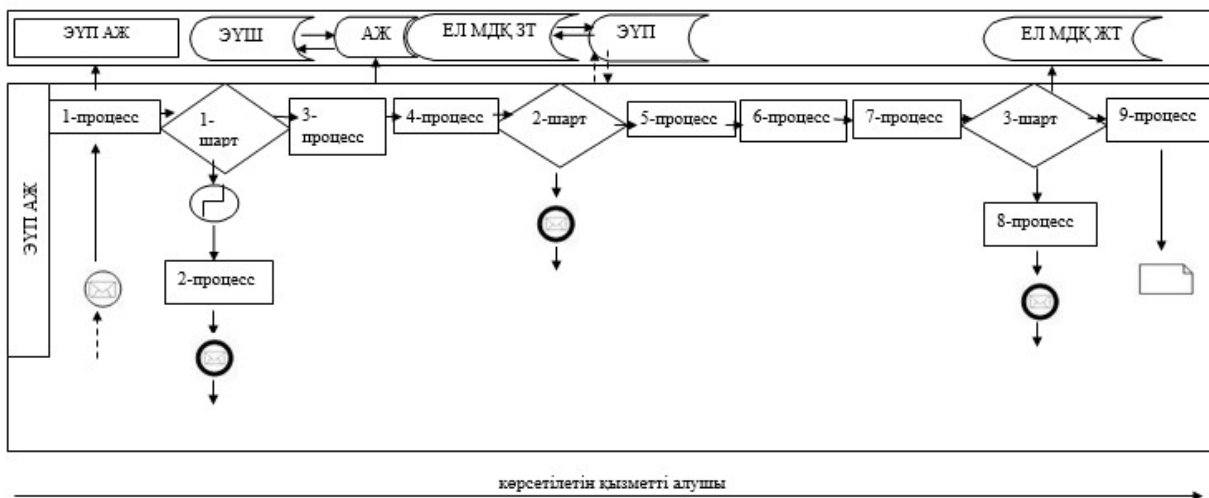 ЭҮП АЖ
ЭҮШ
АЖ
ЕЛ МДҚ ЗТ
ЭҮП
ЕЛ МДҚ ЖТ
ЭҮП АЖ
1-процесс
1-
шарт
3-
процесс
4-процесс
2-шарт
5-процесс
6-процесс
7-процесс
3-шарт
9-процесс
2-процесс
8-процесс
көрсетілетін қызметті алушы